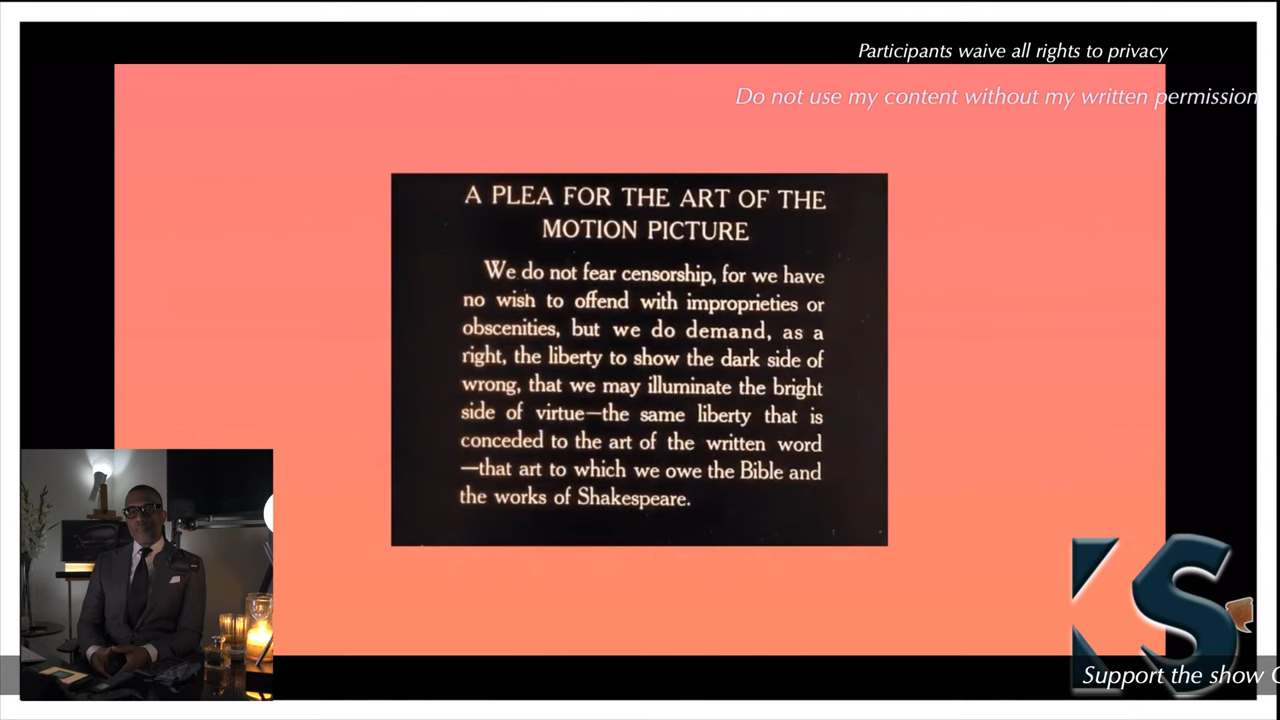 Participants waive all rights to privacy
Do not use my content without my written permission
A PLEA FOR THE ART OF THE
MOTION PICTURE
We do not fear censorship, for we have
no wish to offend with improprieties or
obscenities, but we do demand, as a
right, the liberty to show the dark side of
wrong, that we may illuminate the bright
side of virtue—the same liberty that is
conceded to the art of the written word
—that art to which we owe the Bible and
the works of Shakespeare.
KS
Support the show